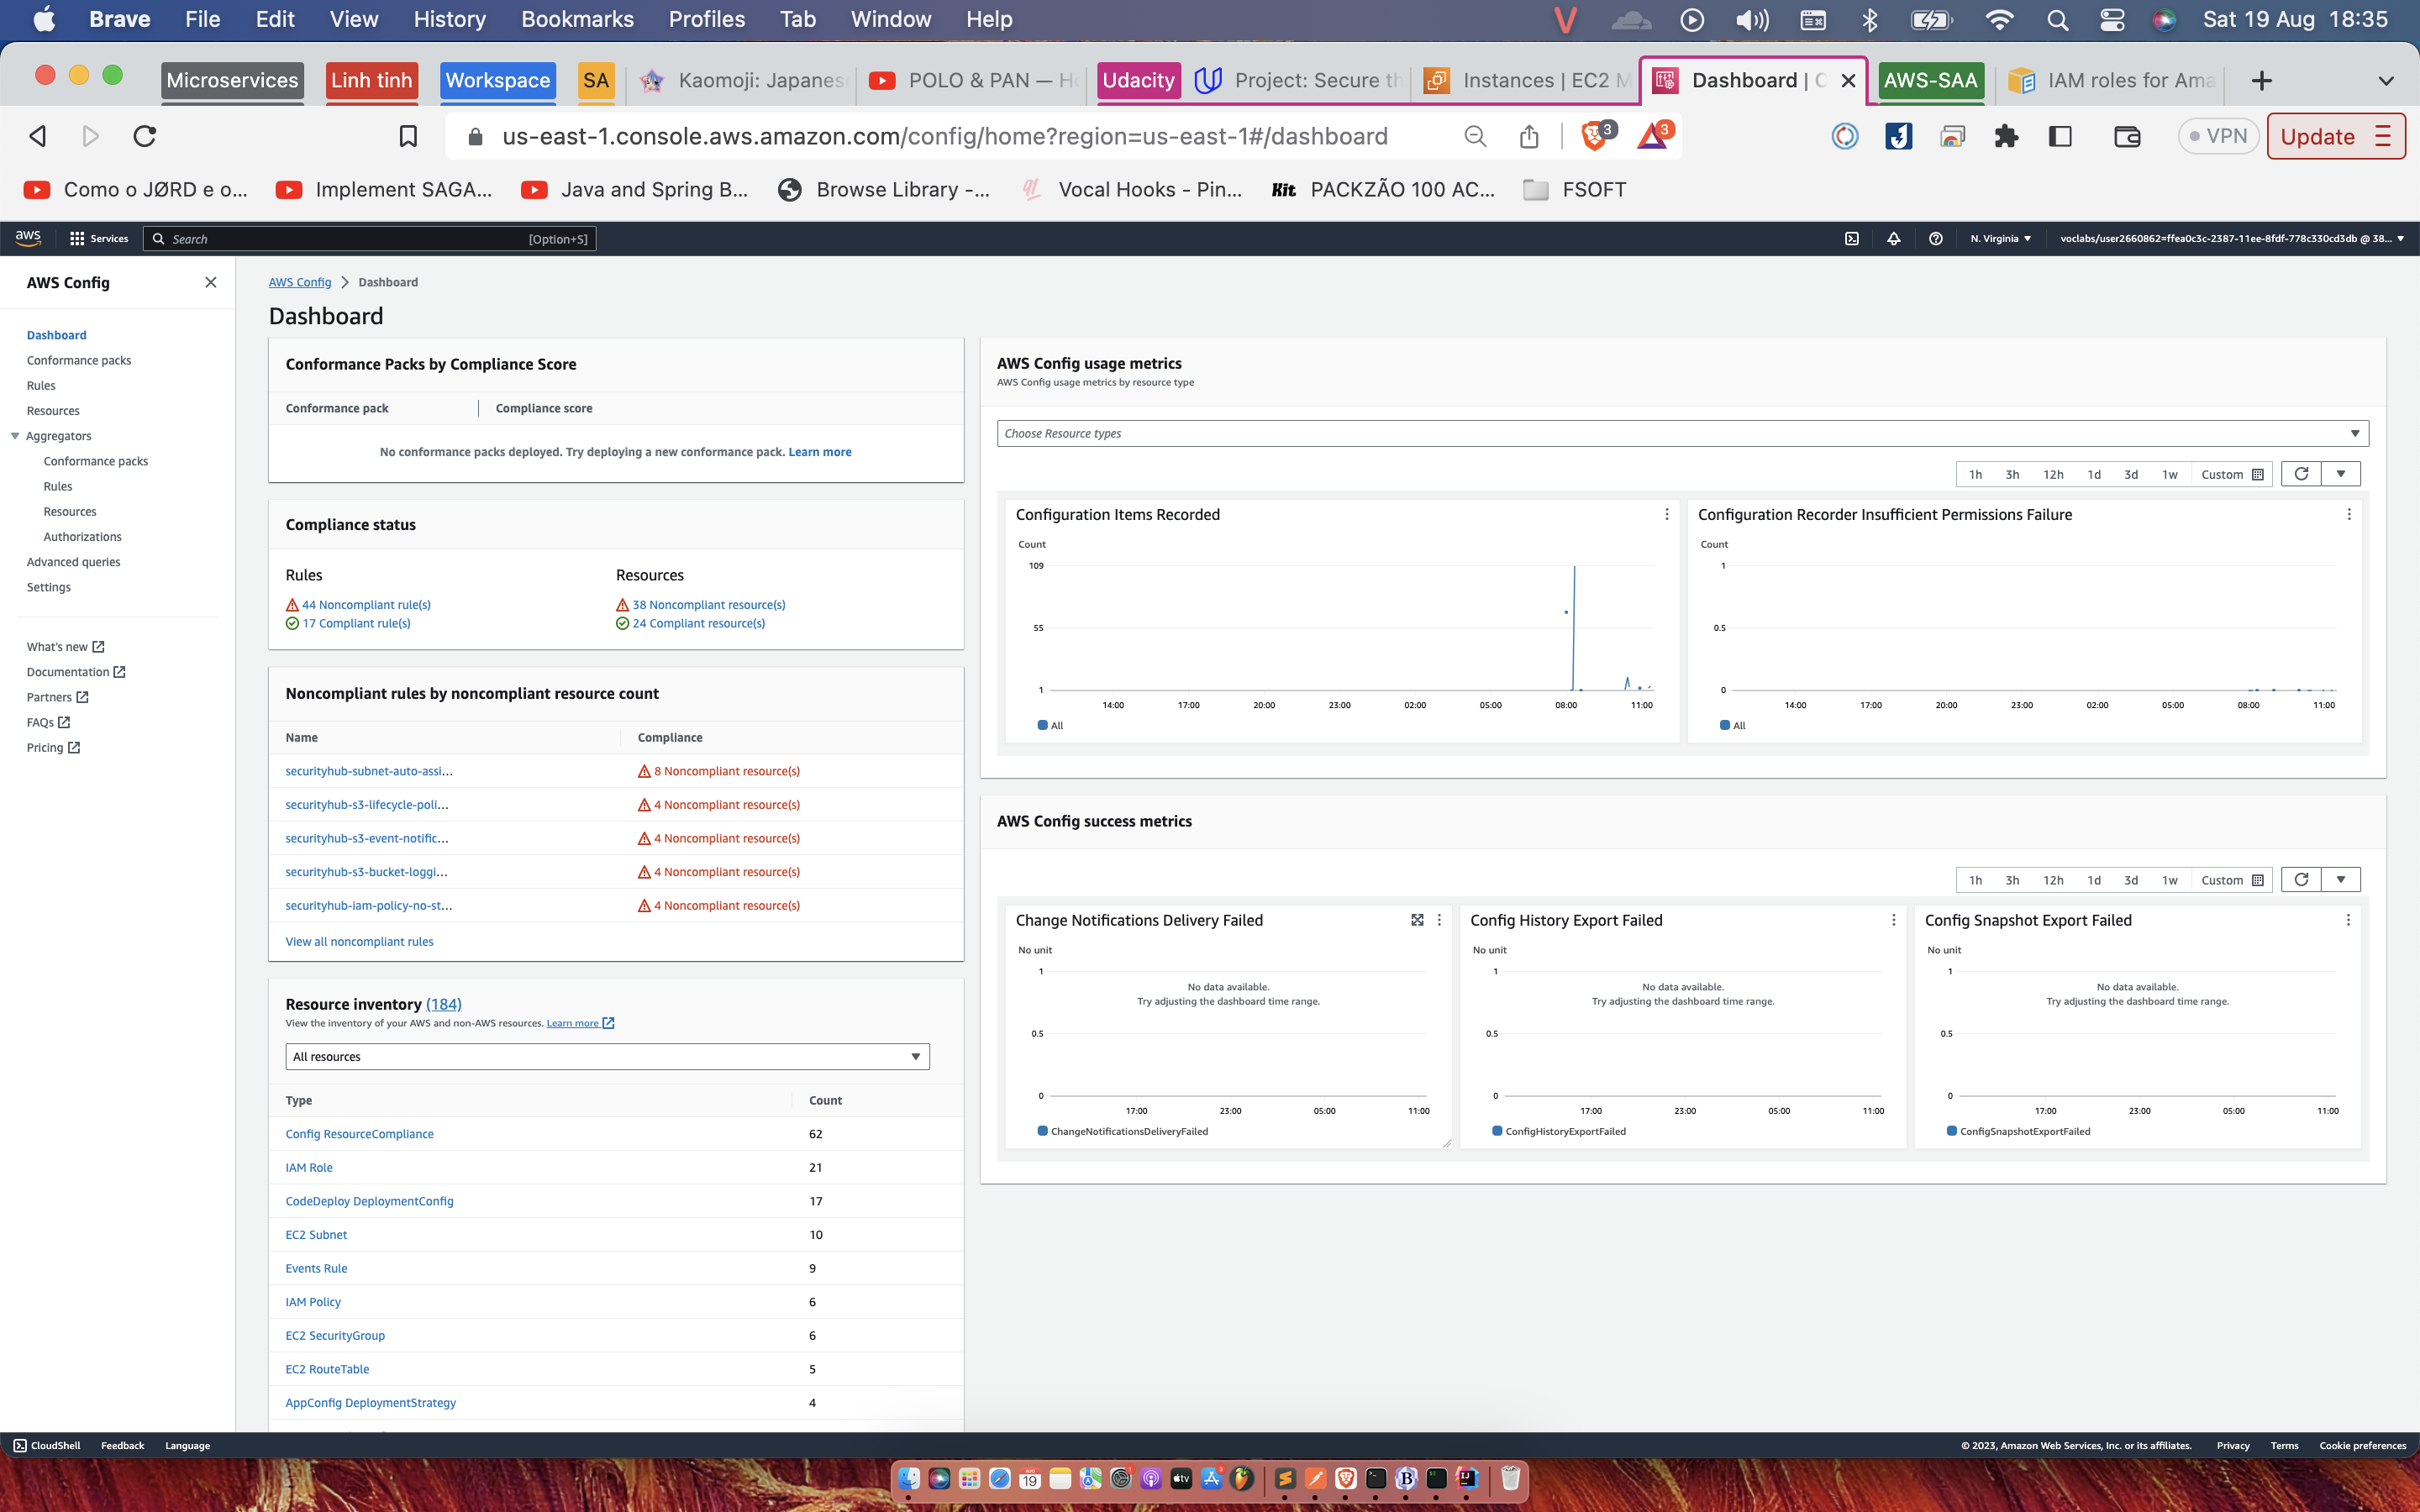 Brave File Edit View History Bookmarks Profiles Tab Window Help
Sat 19 Aug 18:35
Microservices
Linh tinh
Workspace
SA
Kaomoji: Japanes
POLO & PAN — H
Udacity
Project: Secure th
Instances | EC2 M
Dashboard | C
AWS-SAA
IAM roles for Ama
us-east-1.console.aws.amazon.com/config/home?region=us-east-1#/dashboard
3
3
VPN
Update
Como o JØRD e o...
Implement SAGA...
Java and Spring B...
Browse Library -...
Vocal Hooks - Pin...
Kit PACKZÃO 100 AC...
FSOFT
aws
Services
Search
[Option+S]
N. Virginia
voclabs/user2660862=ffea0c3c-2387-11ee-8fdf-778c330cd3db @ 38...
AWS Config
Dashboard
Conformance packs
Rules
Resources
Aggregators
Conformance packs
Rules
Resources
Authorizations
Advanced queries
Settings
What's new
Documentation
Partners
FAQs
Pricing
AWS Config > Dashboard
Dashboard
Conformance Packs by Compliance Score
Conformance pack
Compliance score
No conformance packs deployed. Try deploying a new conformance pack. Learn more
Compliance status
Rules
44 Noncompliant rule(s)
17 Compliant rule(s)
Resources
38 Noncompliant resource(s)
24 Compliant resource(s)
Noncompliant rules by noncompliant resource count
Name Compliance
securityhub-subnet-auto-assi... 8 Noncompliant resource(s)
securityhub-s3-lifecycle-poli... 4 Noncompliant resource(s)
securityhub-s3-event-notific... 4 Noncompliant resource(s)
securityhub-s3-bucket-loggi... 4 Noncompliant resource(s)
securityhub-iam-policy-no-st... 4 Noncompliant resource(s)
View all noncompliant rules
Resource inventory (184)
View the inventory of your AWS and non-AWS resources. Learn more
All resources
Type Count
Config ResourceCompliance 62
IAM Role 21
CodeDeploy DeploymentConfig 17
EC2 Subnet 10
Events Rule 9
IAM Policy 6
EC2 SecurityGroup 6
EC2 RouteTable 5
AppConfig DeploymentStrategy 4
AWS Config usage metrics
AWS Config usage metrics by resource type
Choose Resource types
1h 3h 12h 1d 3d 1w Custom
Configuration Items Recorded
Count
109
55
1
14:00 17:00 20:00 23:00 02:00 05:00 08:00 11:00
All
Configuration Recorder Insufficient Permissions Failure
Count
1
0.5
0
14:00 17:00 20:00 23:00 02:00 05:00 08:00 11:00
All
AWS Config success metrics
1h 3h 12h 1d 3d 1w Custom
Change Notifications Delivery Failed
No unit
1
No data available.
Try adjusting the dashboard time range.
0.5
0
17:00 23:00 05:00 11:00
ChangeNotificationsDeliveryFailed
Config History Export Failed
No unit
1
No data available.
Try adjusting the dashboard time range.
0.5
0
17:00 23:00 05:00 11:00
ConfigHistoryExportFailed
Config Snapshot Export Failed
No unit
1
No data available.
Try adjusting the dashboard time range.
0.5
0
17:00 23:00 05:00 11:00
ConfigSnapshotExportFailed
CloudShell Feedback Language
© 2023, Amazon Web Services, Inc. or its affiliates. Privacy Terms Cookie preferences
19
tv